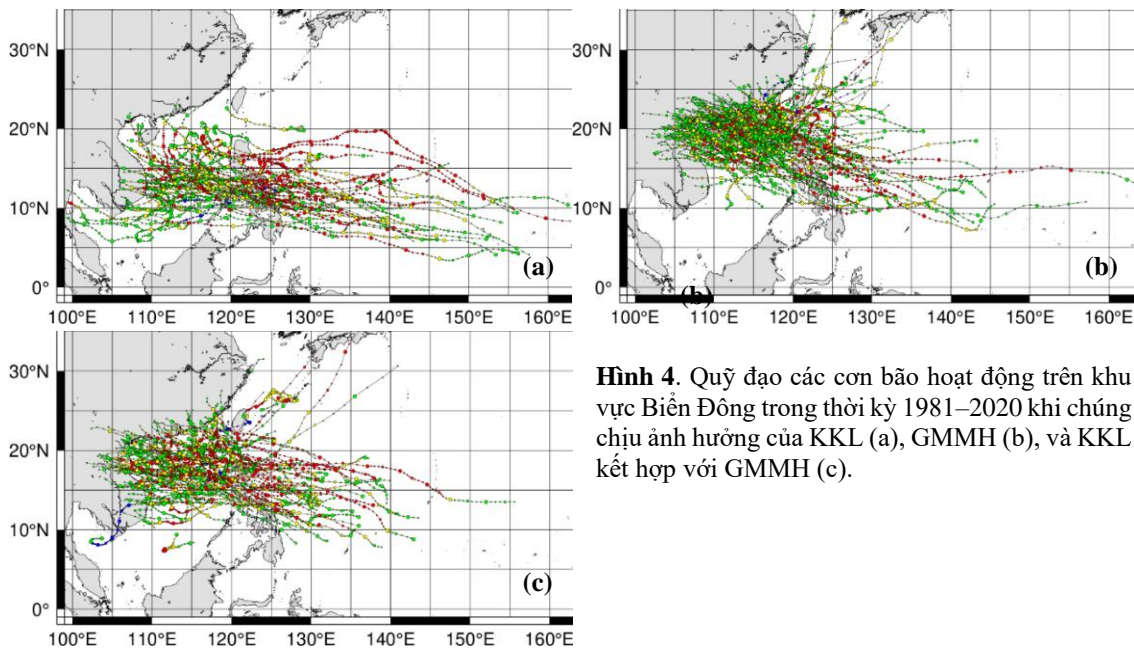 30°N
20°N
10°N
0°
(a)
100°E 110°E 120°E 130°E 140°E 150°E 160°E
30°N
20°N
10°N
0°
(b)
(b)
100°E 110°E 120°E 130°E 140°E 150°E 160°E
30°N
20°N
10°N
0°
(c)
100°E 110°E 120°E 130°E 140°E 150°E 160°E
Hình 4. Quỹ đạo các cơn bão hoạt động trên khu
vực Biển Đông trong thời kỳ 1981–2020 khi chúng
chịu ảnh hưởng của KKL (a), GMMH (b), và KKL
kết hợp với GMMH (c).